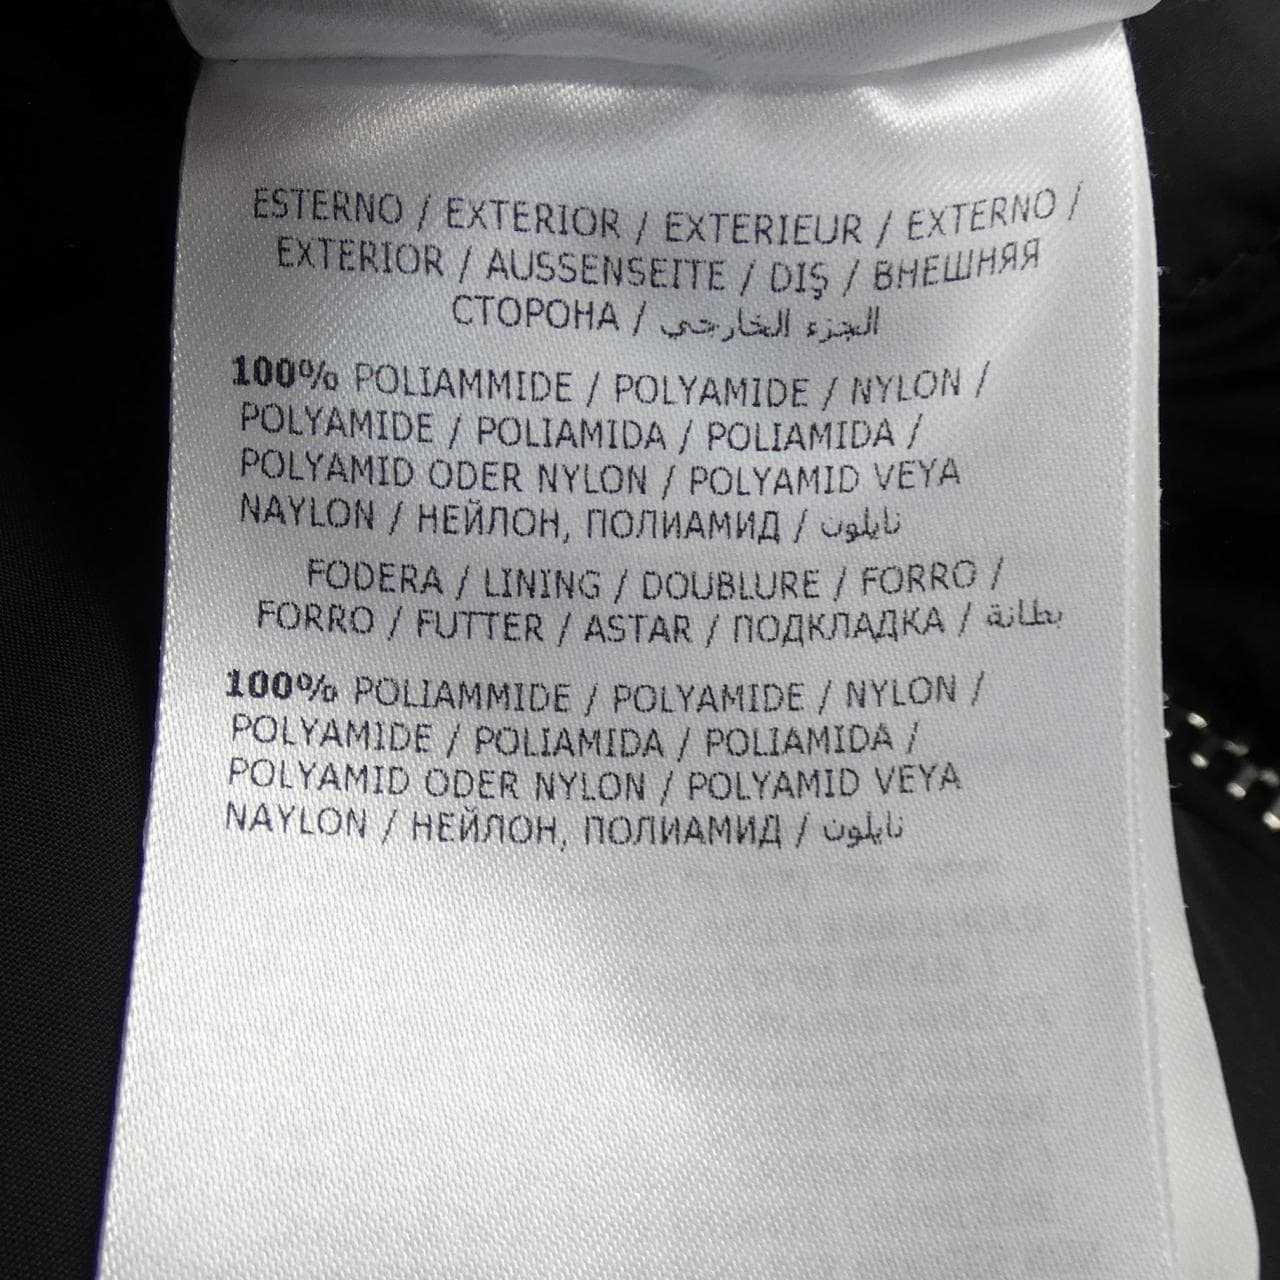 ESTERNO / EXTERIOR / EXTERIEUR / EXTERNO /
EXTERIOR / AUSSENSEITE / DIŞ / ВНЕШНЯЯ
СТОРОНА / الجزء الخارجي
100% POLIAMMIDE / POLYAMIDE / NYLON /
POLYAMIDE / POLIAMIDA / POLIAMIDA /
POLYAMID ODER NYLON / POLYAMID VEYA
NAYLON / НЕЙЛОН, ПОЛИАМИД / نايلون
FODERA / LINING / DOUBLURE / FORRO /
FORRO / FUTTER / ASTAR / ПОДКЛАДКА / بطانة
100% POLIAMMIDE / POLYAMIDE / NYLON /
POLYAMIDE / POLIAMIDA / POLIAMIDA /
POLYAMID ODER NYLON / POLYAMID VEYA
NAYLON / НЕЙЛОН, ПОЛИАМИД / نايلون